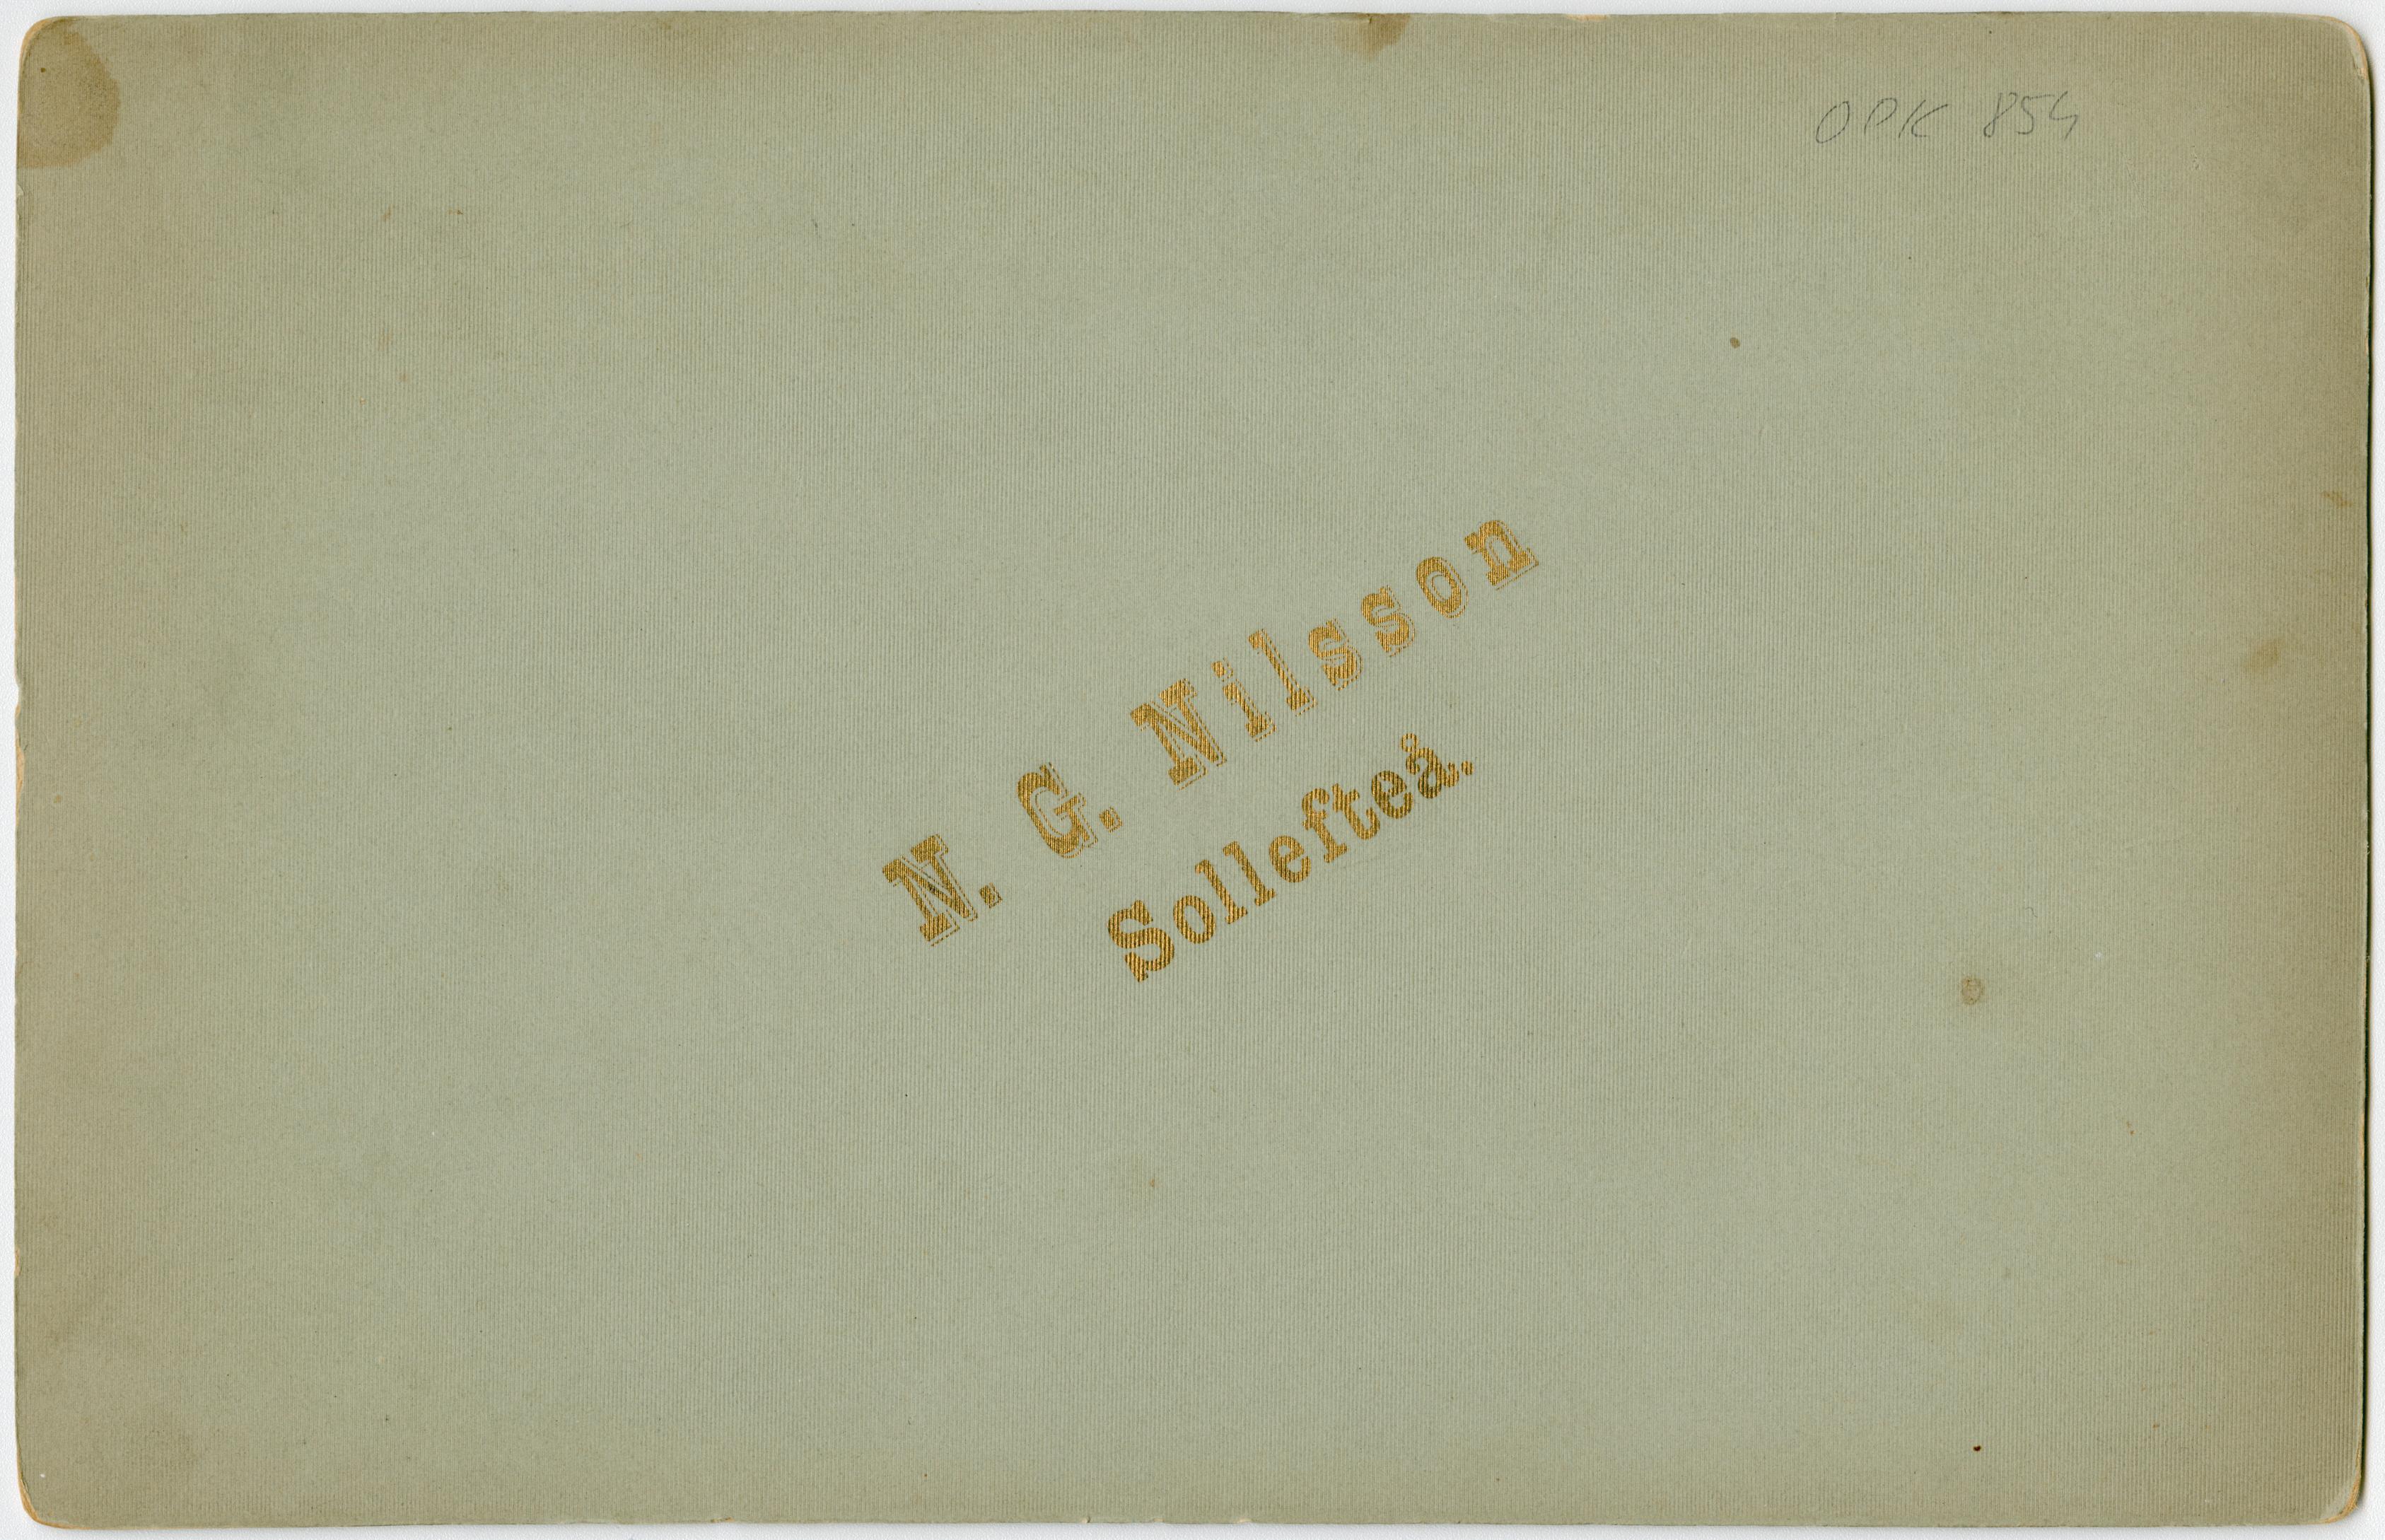 OPK 854
N. G. Nilsson
Sollefteå.